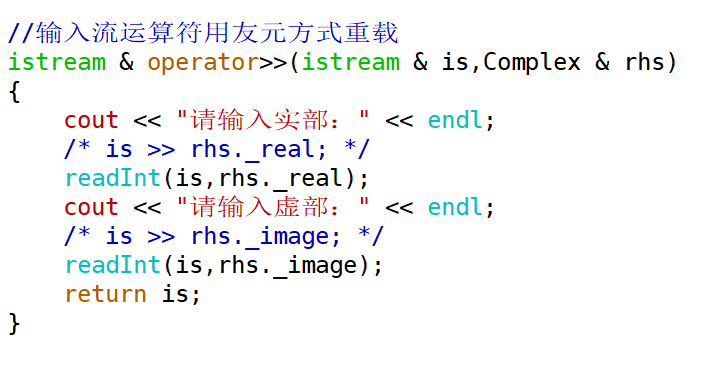 //输入流运算符用友元方式重载
istream & operator>>(istream & is,Complex & rhs)
{
    cout << "请输入实部：" << endl;
    /* is >> rhs._real; */
    readInt(is,rhs._real);
    cout << "请输入虚部：" << endl;
    /* is >> rhs._image; */
    readInt(is,rhs._image);
    return is;
}